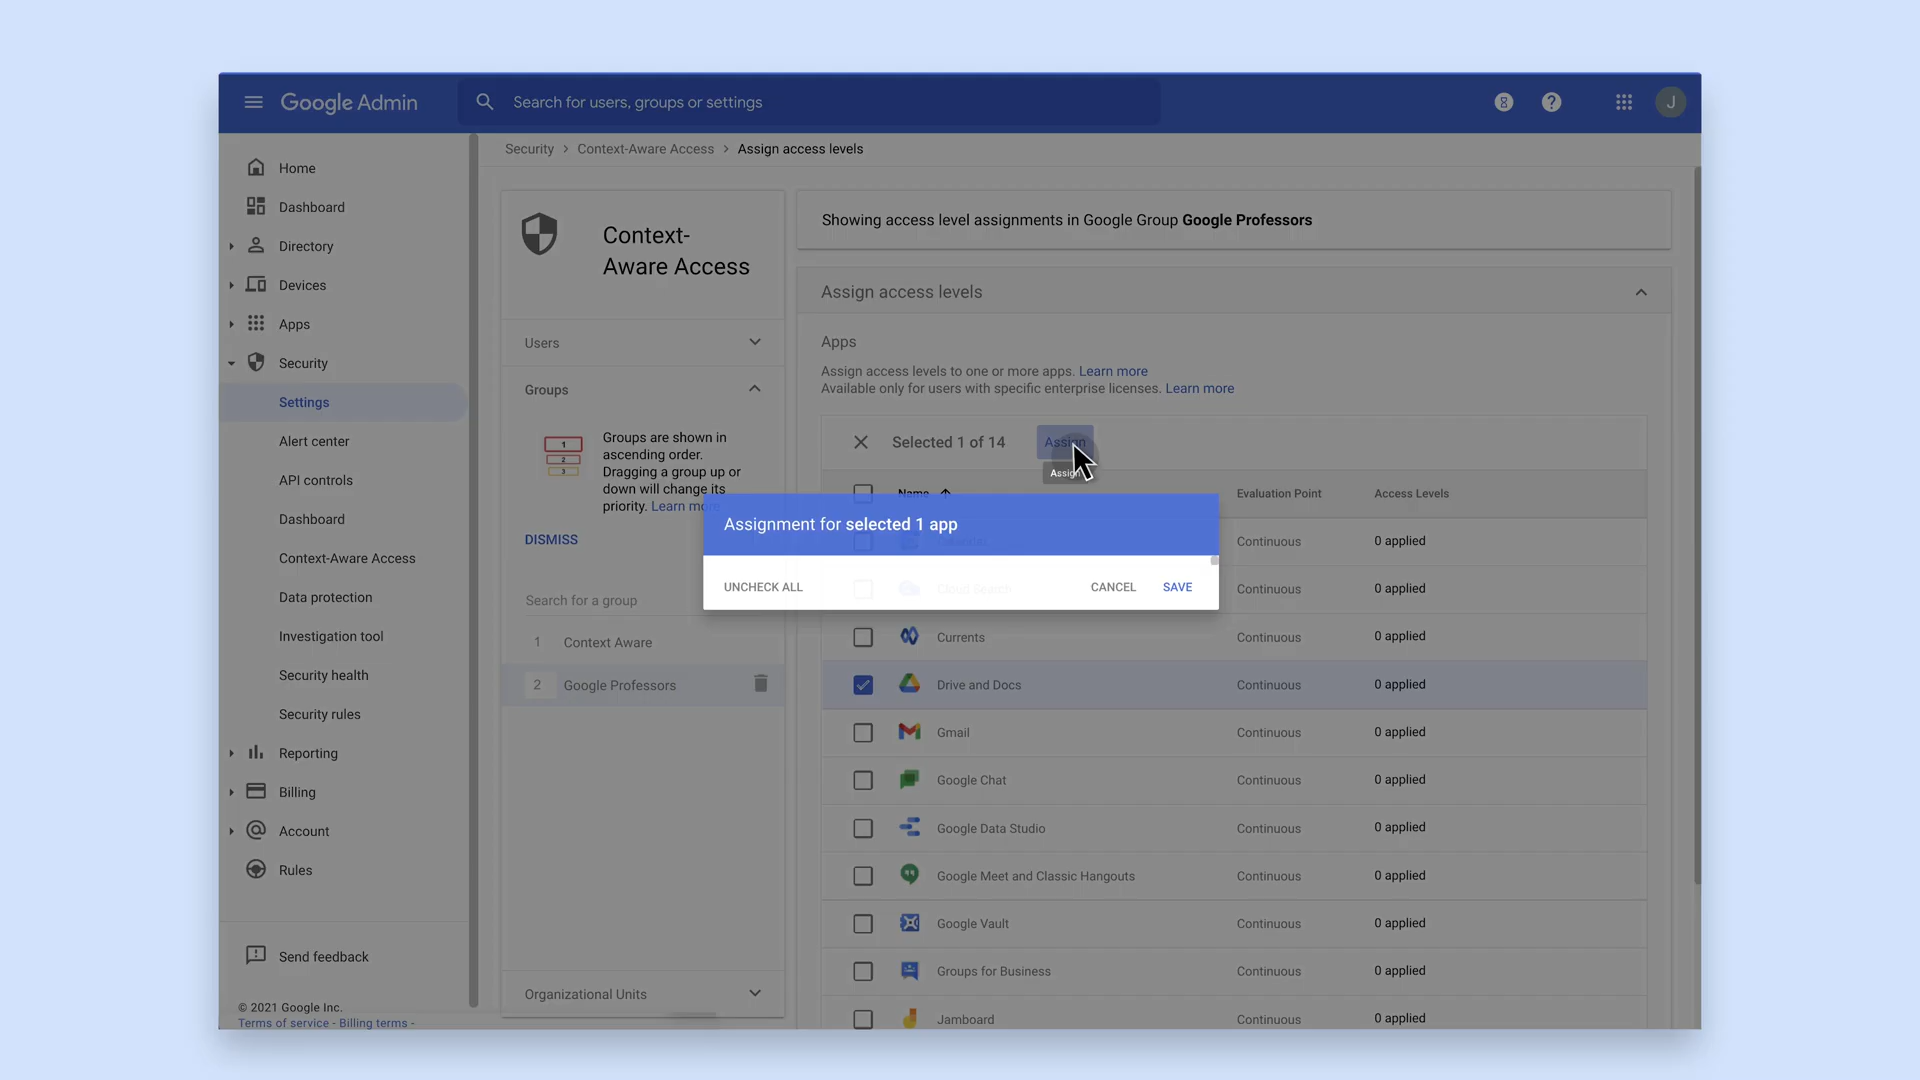 Google Admin
Search for users, groups or settings
J
Security > Context-Aware Access > Assign access levels
Home
Dashboard
Directory
Devices
Apps
Security
Settings
Alert center
API controls
Dashboard
Context-Aware Access
Data protection
Investigation tool
Security health
Security rules
Reporting
Billing
Account
Rules
Send feedback
© 2021 Google Inc.
Terms of service - Billing terms -
Context-
Aware Access
Users
Groups
1
2
3
Groups are shown in
ascending order.
Dragging a group up or
down will change its
priority. Learn more
DISMISS
Search for a group
1 Context Aware
2 Google Professors
Organizational Units
Showing access level assignments in Google Group Google Professors
Assign access levels
Apps
Assign access levels to one or more apps. Learn more
Available only for users with specific enterprise licenses. Learn more
Selected 1 of 14 Assign
Assign
Name Evaluation Point Access Levels
Assignment for selected 1 app
UNCHECK ALL CANCEL SAVE
Calendar Continuous 0 applied
Cloud Search Continuous 0 applied
Currents Continuous 0 applied
Drive and Docs Continuous 0 applied
Gmail Continuous 0 applied
Google Chat Continuous 0 applied
Google Data Studio Continuous 0 applied
Google Meet and Classic Hangouts Continuous 0 applied
Google Vault Continuous 0 applied
Groups for Business Continuous 0 applied
Jamboard Continuous 0 applied